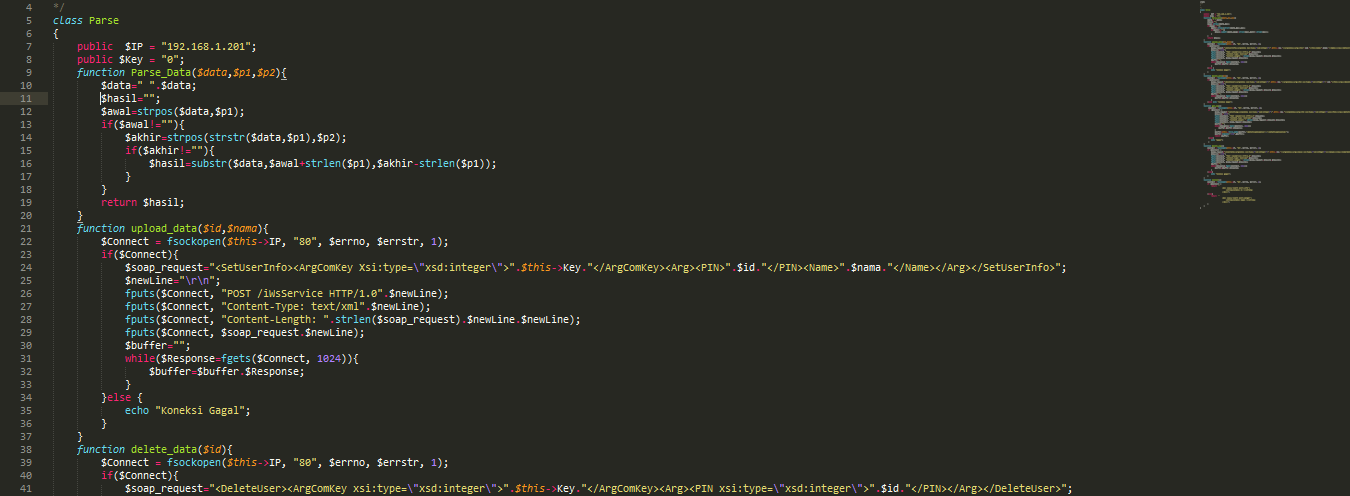 4 */
5 class Parse
6 {
7 public  $IP = "192.168.1.201";
8 public $Key = "0";
9 function Parse_Data($data,$p1,$p2){
10 $data=" ".$data;
11 $hasil="";
12 $awal=strpos($data,$p1);
13 if($awal!=""){
14 $akhir=strpos(strstr($data,$p1),$p2);
15 if($akhir!=""){
16 $hasil=substr($data,$awal+strlen($p1),$akhir-strlen($p1));
17 }
18 }
19 return $hasil;
20 }
21 function upload_data($id,$nama){
22 $Connect = fsockopen($this->IP, "80", $errno, $errstr, 1);
23 if($Connect){
24 $soap_request="<SetUserInfo><ArgComKey Xsi:type=\"xsd:integer\">".$this->Key."</ArgComKey><Arg><PIN>".$id."</PIN><Name>".$nama."</Name></Arg></SetUserInfo>";
25 $newLine="\r\n";
26 fputs($Connect, "POST /iWsService HTTP/1.0".$newLine);
27 fputs($Connect, "Content-Type: text/xml".$newLine);
28 fputs($Connect, "Content-Length: ".strlen($soap_request).$newLine.$newLine);
29 fputs($Connect, $soap_request.$newLine);
30 $buffer="";
31 while($Response=fgets($Connect, 1024)){
32 $buffer=$buffer.$Response;
33 }
34 }else {
35 echo "Koneksi Gagal";
36 }
37 }
38 function delete_data($id){
39 $Connect = fsockopen($this->IP, "80", $errno, $errstr, 1);
40 if($Connect){
41 $soap_request="<DeleteUser><ArgComKey xsi:type=\"xsd:integer\">".$this->Key."</ArgComKey><Arg><PIN xsi:type=\"xsd:integer\">".$id."</PIN></Arg></DeleteUser>";